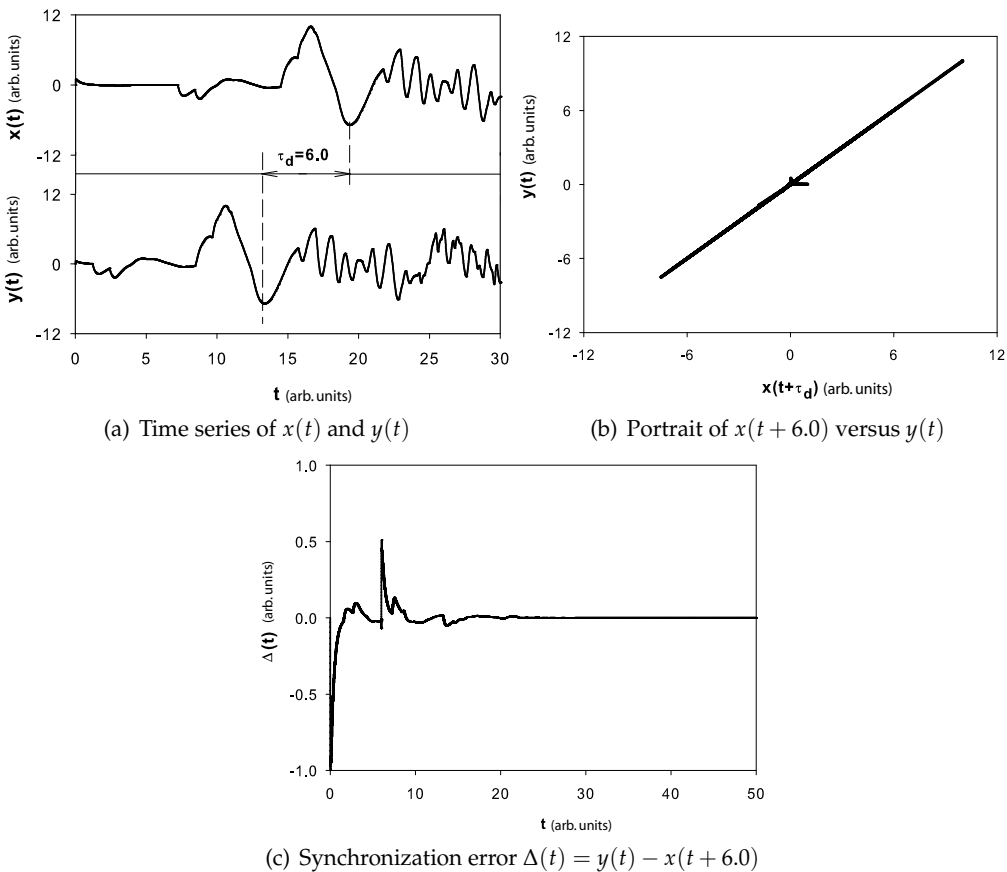 12
0
-12
x(t) (arb.units)
τd=6.0
12
0
-12
y(t) (arb.units)
0 5 10 15 20 25 30
t (arb.units)
(a) Time series of x(t) and y(t)
12
6
0
-6
-12
y(t) (arb.units)
-12 -6 0 6 12
x(t+τd) (arb.units)
(b) Portrait of x(t + 6.0) versus y(t)
1.0
0.5
0.0
-0.5
-1.0
Δ(t) (arb.units)
0 10 20 30 40 50
t (arb.units)
(c) Synchronization error Δ(t) = y(t) − x(t + 6.0)